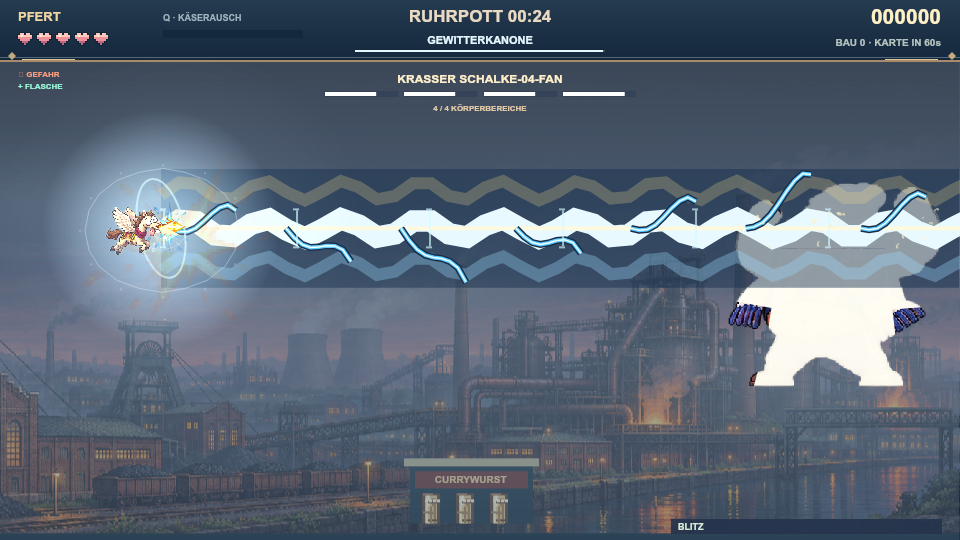 PFERT
Q · KÄSERAUSCH
RUHRPOTT 00:24
GEWITTERKANONE
000000
BAU 0 · KARTE IN 60s
GEFAHR
+ FLASCHE
KRASSER SCHALKE-04-FAN
4 / 4 KÖRPERBEREICHE
CURRYWURST
BLITZ